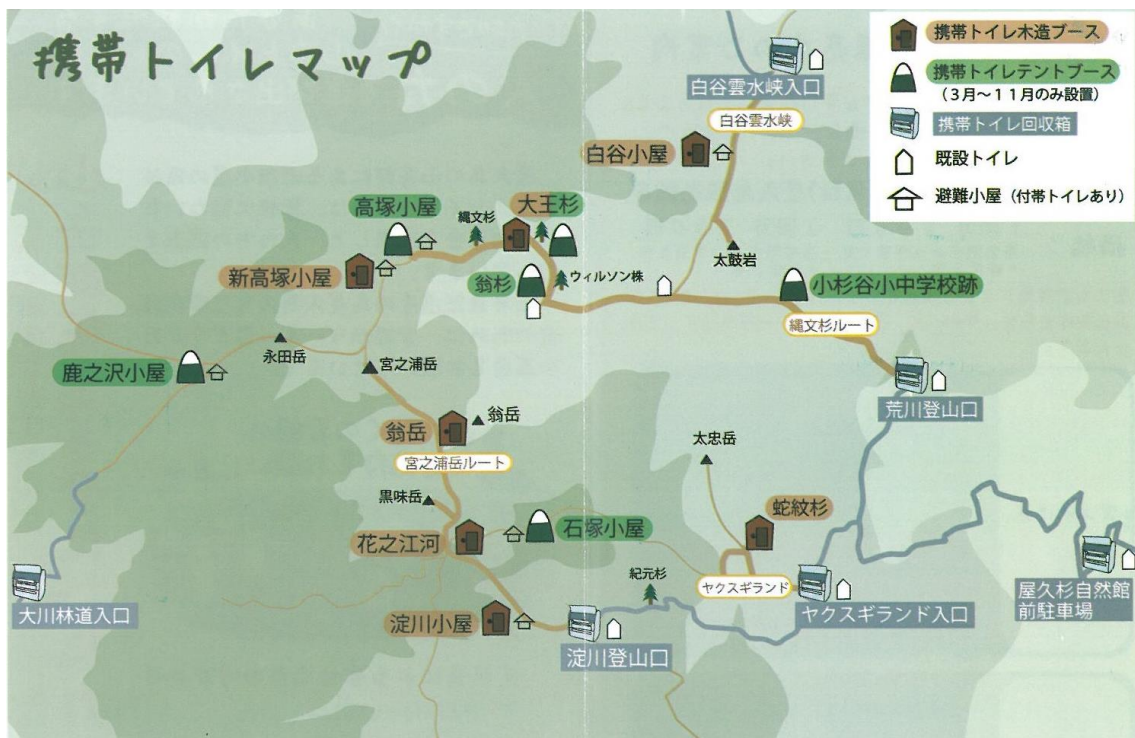 携帯トイレマップ
携帯トイレ木造ブース
携帯トイレテントブース
（３月～１１月のみ設置）
携帯トイレ回収箱
既設トイレ
避難小屋（付帯トイレあり）
白谷雲水峡入口
白谷雲水峡
白谷小屋
太鼓岩
高塚小屋
縄文杉
大王杉
新高塚小屋
翁杉
ウィルソン株
小杉谷小中学校跡
縄文杉ルート
荒川登山口
永田岳
宮之浦岳
鹿之沢小屋
翁岳
翁岳
宮之浦岳ルート
太忠岳
黒味岳
蛇紋杉
花之江河
石塚小屋
紀元杉
ヤクスギランド
大川林道入口
ヤクスギランド入口
屋久杉自然館
前駐車場
淀川小屋
淀川登山口